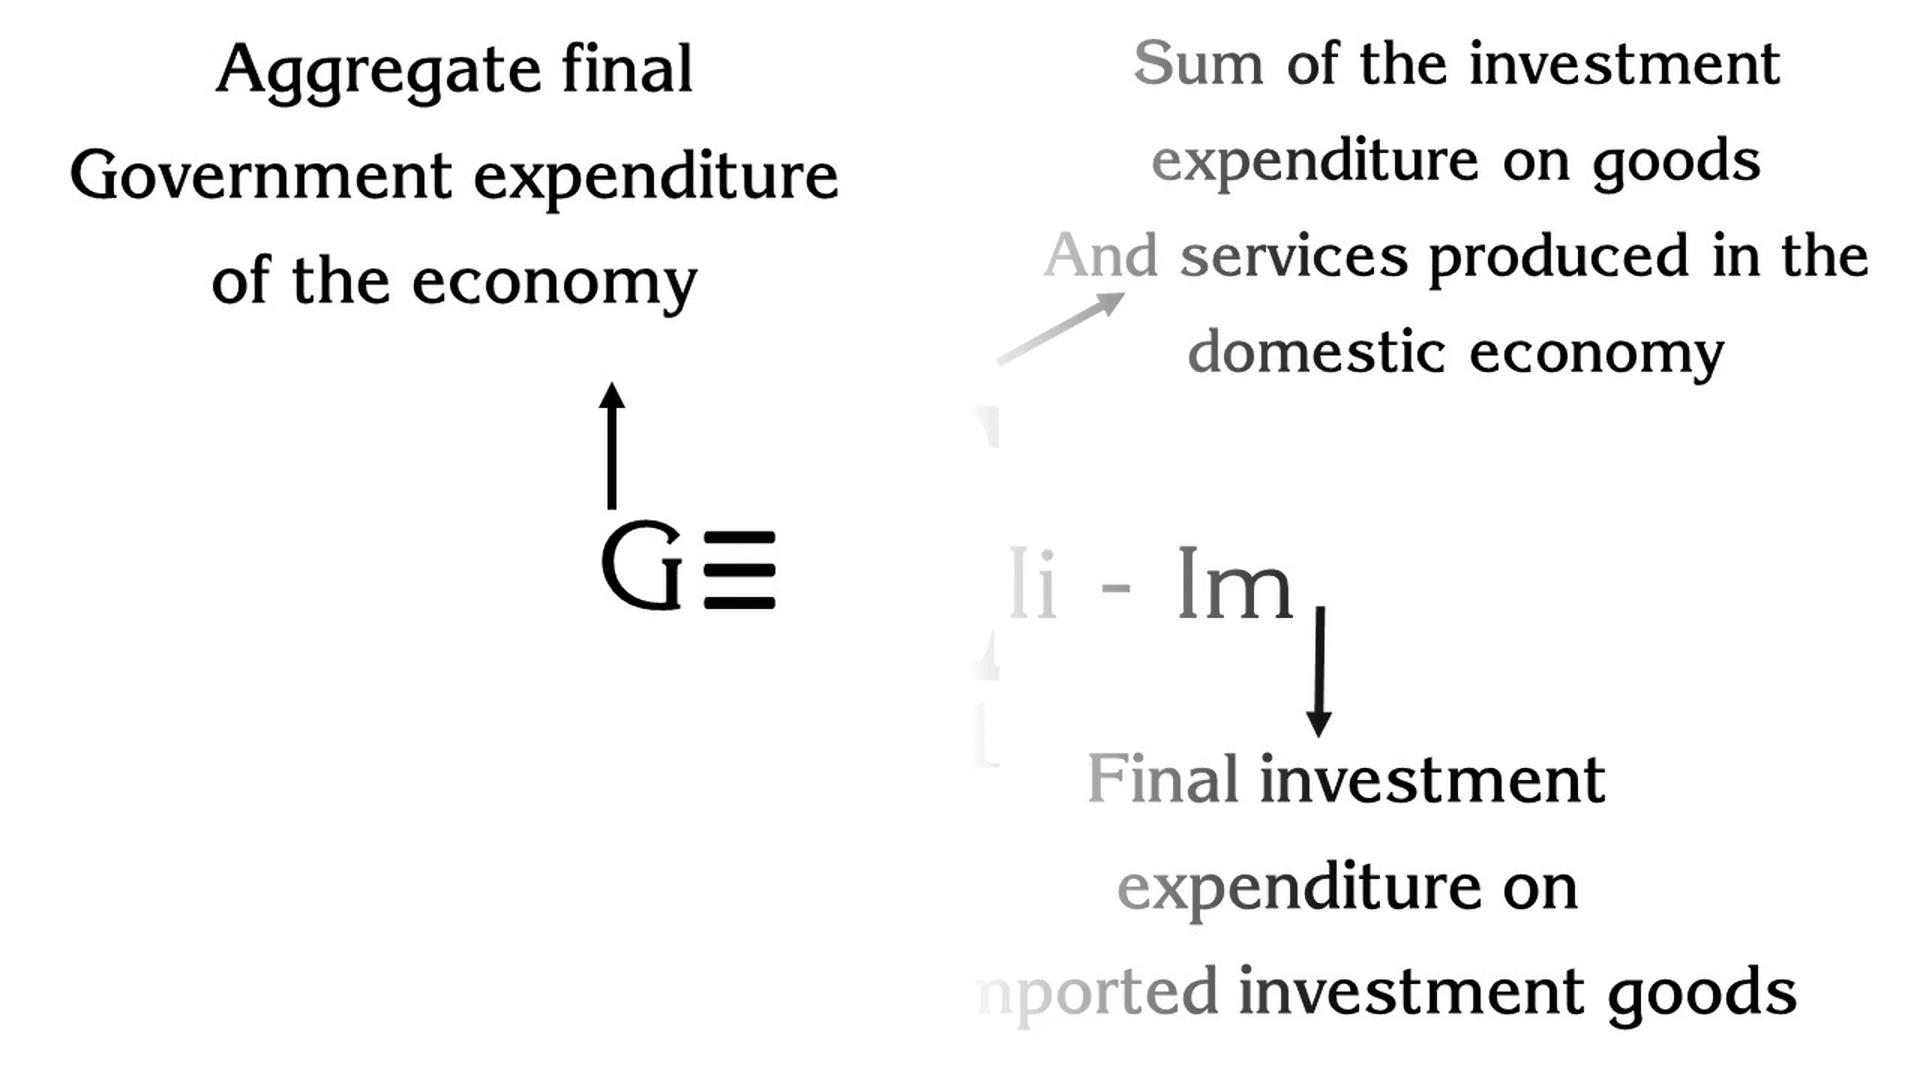 Aggregate final
Government expenditure
of the economy
G≡
Sum of the investment
expenditure on goods
And services produced in the
domestic economy
Ii - Im
Final investment
expenditure on
investment goods